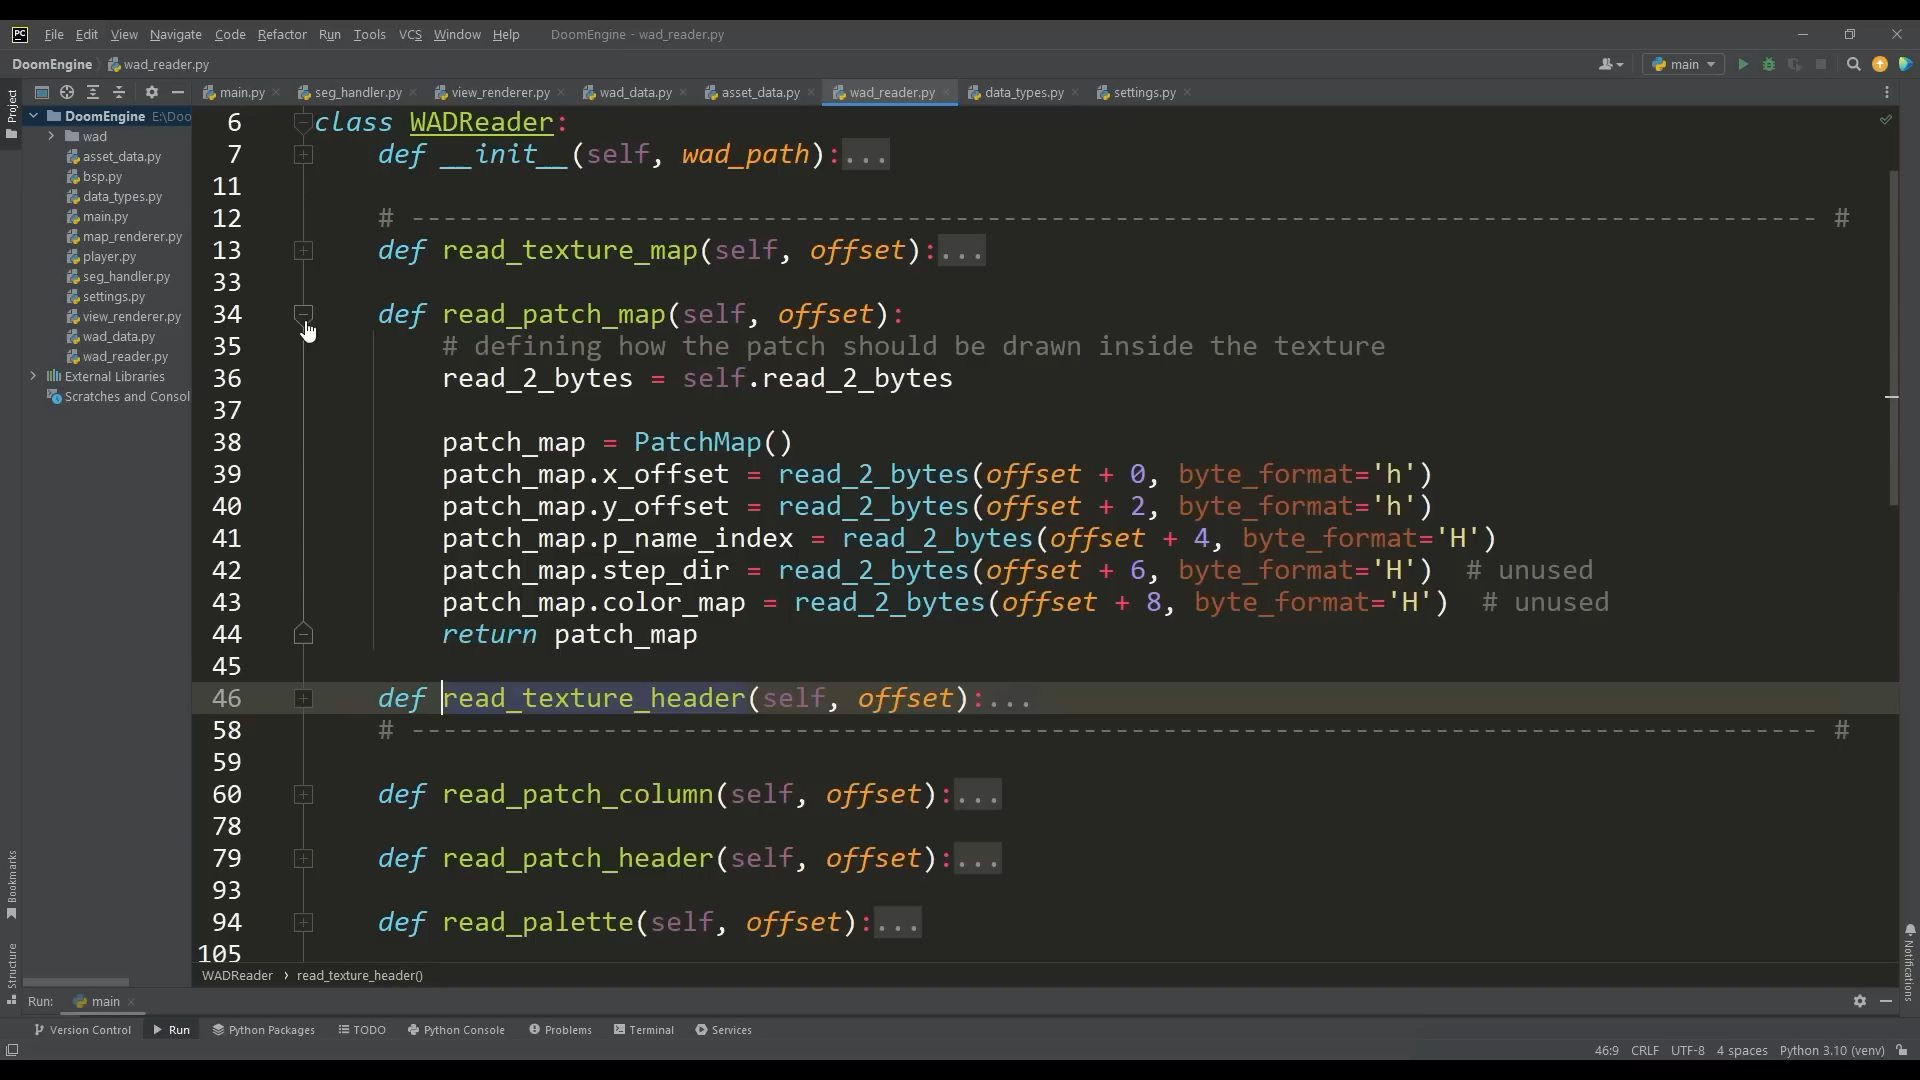 PC File Edit View Navigate Code Refactor Run Tools VCS Window Help DoomEngine - wad_reader.py
DoomEngine wad_reader.py main
main.py seg_handler.py view_renderer.py wad_data.py asset_data.py wad_reader.py data_types.py settings.py
Project
DoomEngine E:\Doo
wad
asset_data.py
bsp.py
data_types.py
main.py
map_renderer.py
player.py
seg_handler.py
settings.py
view_renderer.py
wad_data.py
wad_reader.py
External Libraries
Scratches and Consol
Bookmarks
Structure
6 class WADReader:
7 def __init__(self, wad_path):...
11
12 # ---------------------------------------------------------------------------------------- #
13 def read_texture_map(self, offset):...
33
34 def read_patch_map(self, offset):
35 # defining how the patch should be drawn inside the texture
36 read_2_bytes = self.read_2_bytes
37
38 patch_map = PatchMap()
39 patch_map.x_offset = read_2_bytes(offset + 0, byte_format='h')
40 patch_map.y_offset = read_2_bytes(offset + 2, byte_format='h')
41 patch_map.p_name_index = read_2_bytes(offset + 4, byte_format='H')
42 patch_map.step_dir = read_2_bytes(offset + 6, byte_format='H')  # unused
43 patch_map.color_map = read_2_bytes(offset + 8, byte_format='H')  # unused
44 return patch_map
45
46 def read_texture_header(self, offset):...
58 # ---------------------------------------------------------------------------------------- #
59
60 def read_patch_column(self, offset):...
78
79 def read_patch_header(self, offset):...
93
94 def read_palette(self, offset):...
105
WADReader › read_texture_header()
Notifications
Run: main
Version Control Run Python Packages TODO Python Console Problems Terminal Services
46:9 CRLF UTF-8 4 spaces Python 3.10 (venv)